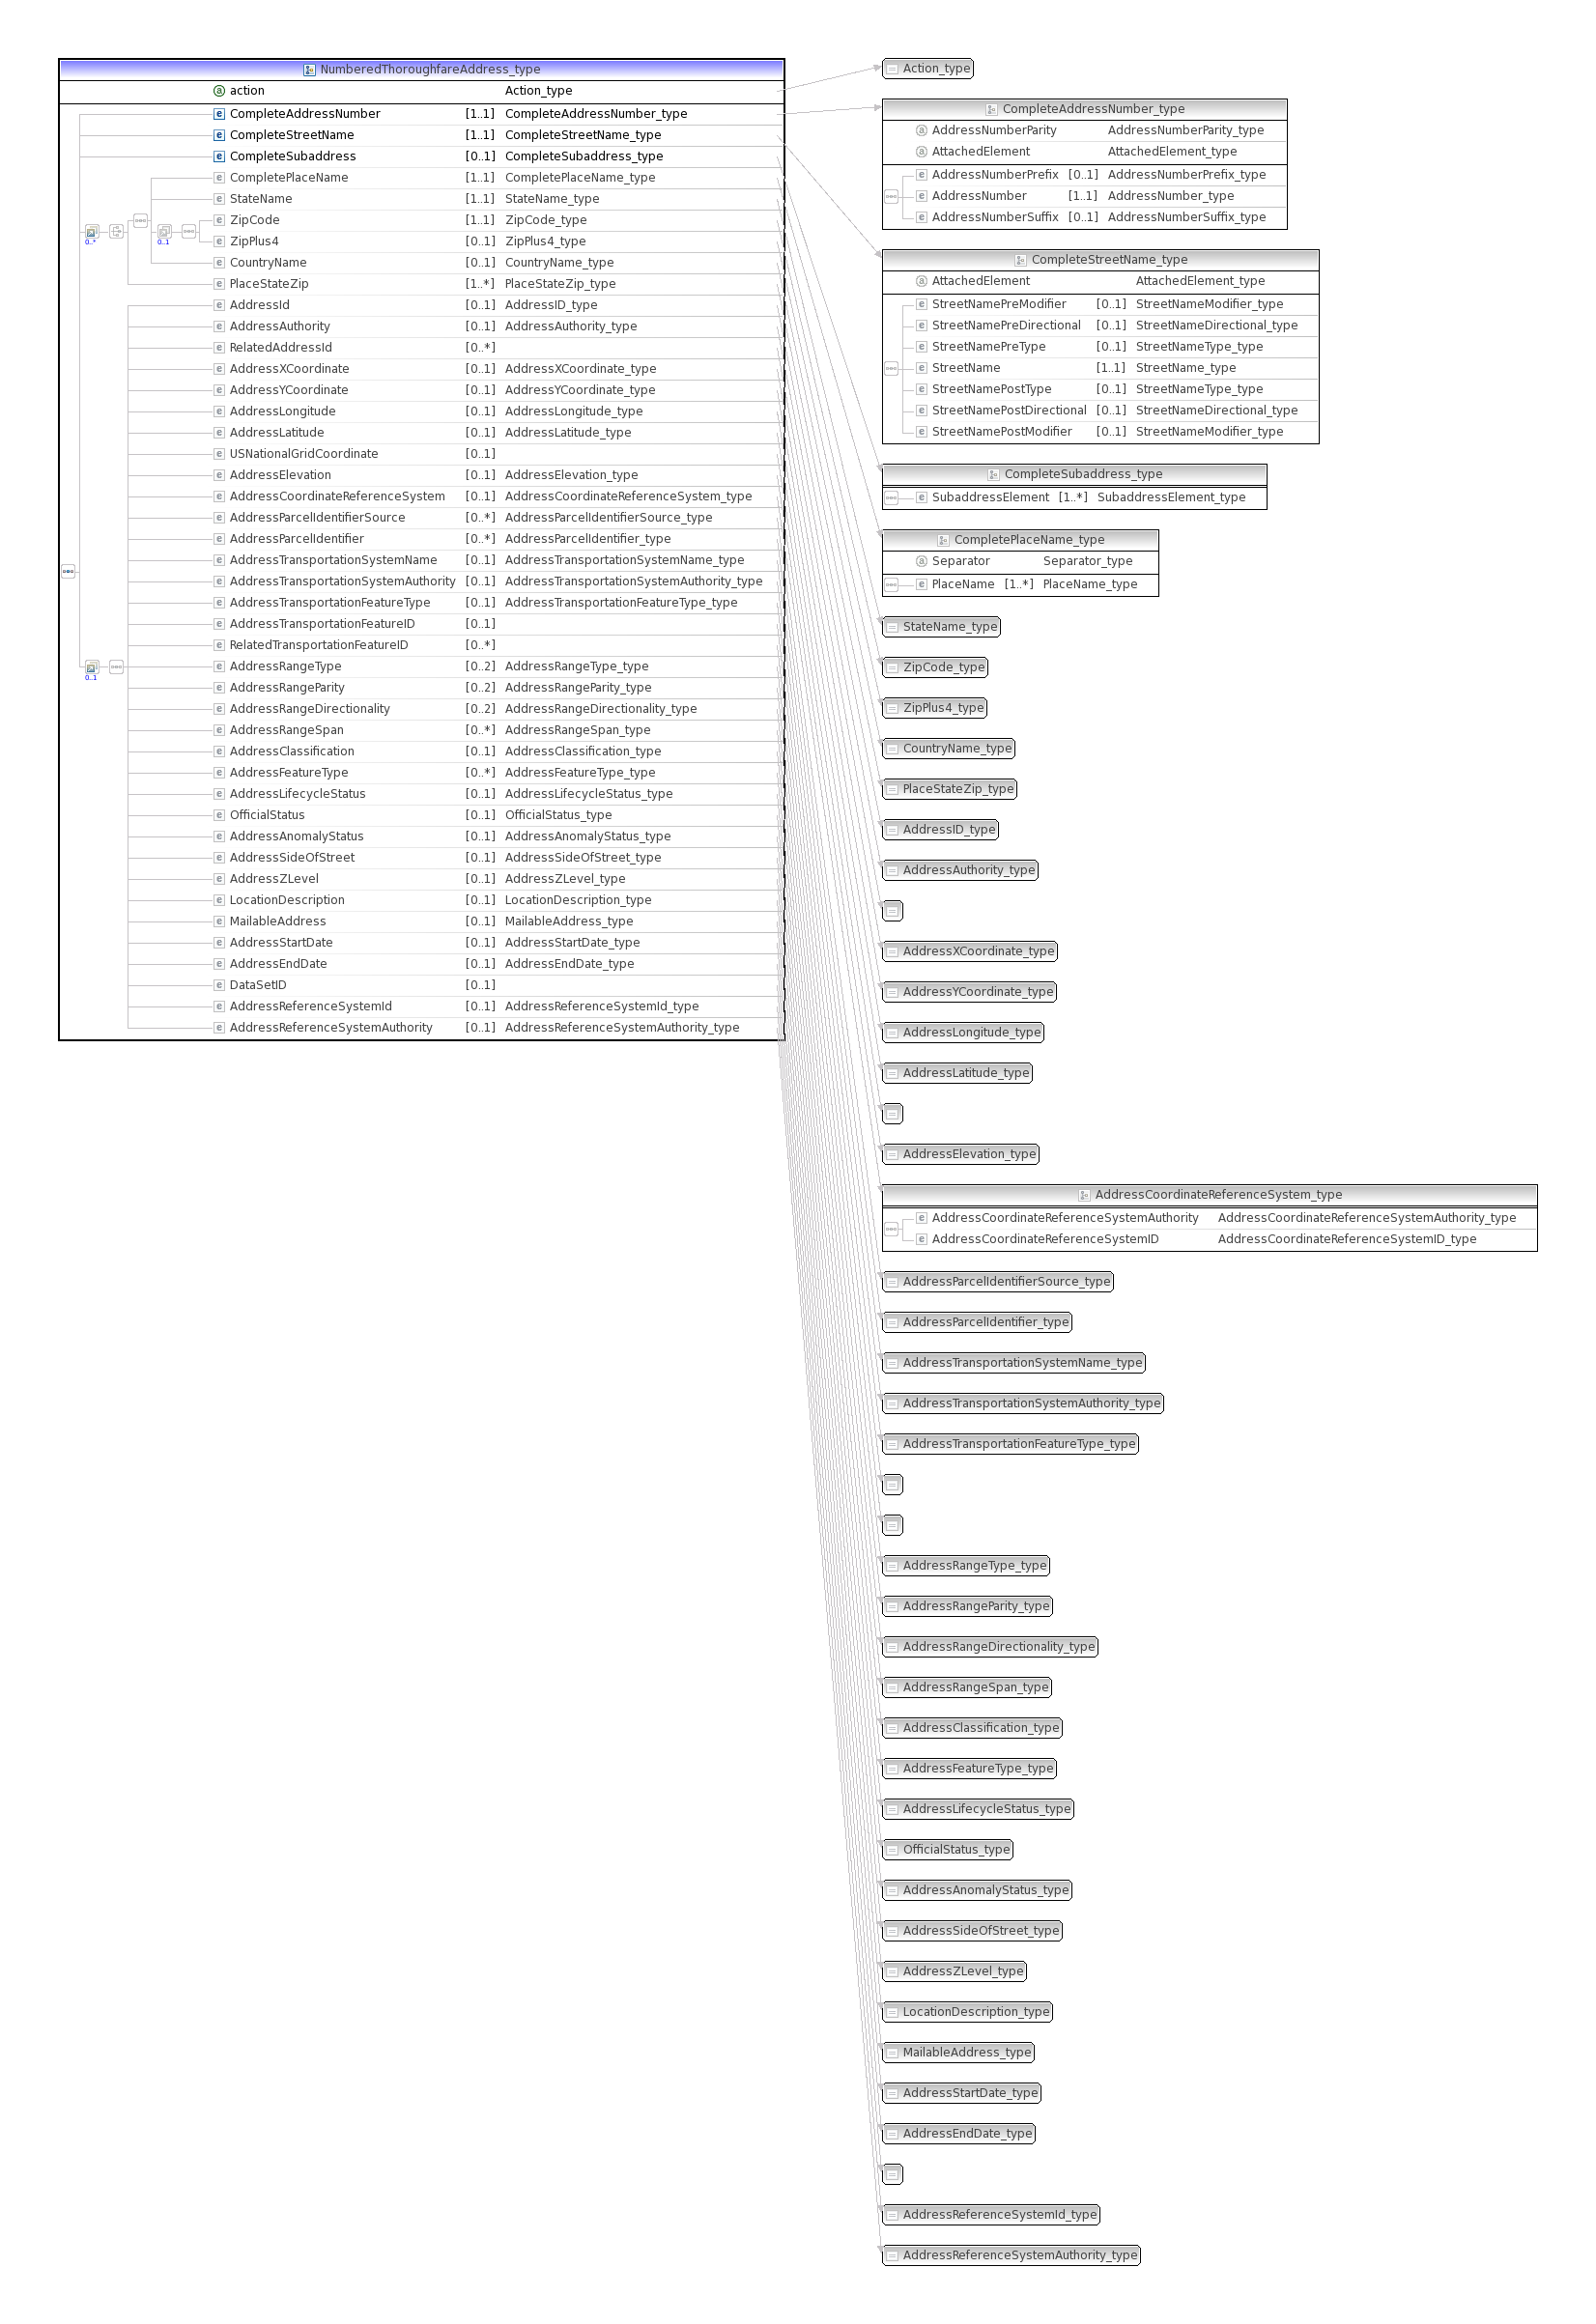 NumberedThoroughfareAddress_type
action Action_type
CompleteAddressNumber [1..1] CompleteAddressNumber_type
CompleteStreetName [1..1] CompleteStreetName_type
CompleteSubaddress [0..1] CompleteSubaddress_type
CompletePlaceName [1..1] CompletePlaceName_type
StateName [1..1] StateName_type
ZipCode [1..1] ZipCode_type
0..*
0..1
ZipPlus4 [0..1] ZipPlus4_type
CountryName [0..1] CountryName_type
PlaceStateZip [1..*] PlaceStateZip_type
AddressId [0..1] AddressID_type
AddressAuthority [0..1] AddressAuthority_type
RelatedAddressId [0..*]
AddressXCoordinate [0..1] AddressXCoordinate_type
AddressYCoordinate [0..1] AddressYCoordinate_type
AddressLongitude [0..1] AddressLongitude_type
AddressLatitude [0..1] AddressLatitude_type
USNationalGridCoordinate [0..1]
AddressElevation [0..1] AddressElevation_type
AddressCoordinateReferenceSystem [0..1] AddressCoordinateReferenceSystem_type
AddressParcelIdentifierSource [0..*] AddressParcelIdentifierSource_type
AddressParcelIdentifier [0..*] AddressParcelIdentifier_type
AddressTransportationSystemName [0..1] AddressTransportationSystemName_type
AddressTransportationSystemAuthority [0..1] AddressTransportationSystemAuthority_type
AddressTransportationFeatureType [0..1] AddressTransportationFeatureType_type
AddressTransportationFeatureID [0..1]
RelatedTransportationFeatureID [0..*]
AddressRangeType [0..2] AddressRangeType_type
0..1
AddressRangeParity [0..2] AddressRangeParity_type
AddressRangeDirectionality [0..2] AddressRangeDirectionality_type
AddressRangeSpan [0..*] AddressRangeSpan_type
AddressClassification [0..1] AddressClassification_type
AddressFeatureType [0..*] AddressFeatureType_type
AddressLifecycleStatus [0..1] AddressLifecycleStatus_type
OfficialStatus [0..1] OfficialStatus_type
AddressAnomalyStatus [0..1] AddressAnomalyStatus_type
AddressSideOfStreet [0..1] AddressSideOfStreet_type
AddressZLevel [0..1] AddressZLevel_type
LocationDescription [0..1] LocationDescription_type
MailableAddress [0..1] MailableAddress_type
AddressStartDate [0..1] AddressStartDate_type
AddressEndDate [0..1] AddressEndDate_type
DataSetID [0..1]
AddressReferenceSystemId [0..1] AddressReferenceSystemId_type
AddressReferenceSystemAuthority [0..1] AddressReferenceSystemAuthority_type
Action_type
CompleteAddressNumber_type
AddressNumberParity AddressNumberParity_type
AttachedElement AttachedElement_type
AddressNumberPrefix [0..1] AddressNumberPrefix_type
AddressNumber [1..1] AddressNumber_type
AddressNumberSuffix [0..1] AddressNumberSuffix_type
CompleteStreetName_type
AttachedElement AttachedElement_type
StreetNamePreModifier [0..1] StreetNameModifier_type
StreetNamePreDirectional [0..1] StreetNameDirectional_type
StreetNamePreType [0..1] StreetNameType_type
StreetName [1..1] StreetName_type
StreetNamePostType [0..1] StreetNameType_type
StreetNamePostDirectional [0..1] StreetNameDirectional_type
StreetNamePostModifier [0..1] StreetNameModifier_type
CompleteSubaddress_type
SubaddressElement [1..*] SubaddressElement_type
CompletePlaceName_type
Separator Separator_type
PlaceName [1..*] PlaceName_type
StateName_type
ZipCode_type
ZipPlus4_type
CountryName_type
PlaceStateZip_type
AddressID_type
AddressAuthority_type
AddressXCoordinate_type
AddressYCoordinate_type
AddressLongitude_type
AddressLatitude_type
AddressElevation_type
AddressCoordinateReferenceSystem_type
AddressCoordinateReferenceSystemAuthority AddressCoordinateReferenceSystemAuthority_type
AddressCoordinateReferenceSystemID AddressCoordinateReferenceSystemID_type
AddressParcelIdentifierSource_type
AddressParcelIdentifier_type
AddressTransportationSystemName_type
AddressTransportationSystemAuthority_type
AddressTransportationFeatureType_type
AddressRangeType_type
AddressRangeParity_type
AddressRangeDirectionality_type
AddressRangeSpan_type
AddressClassification_type
AddressFeatureType_type
AddressLifecycleStatus_type
OfficialStatus_type
AddressAnomalyStatus_type
AddressSideOfStreet_type
AddressZLevel_type
LocationDescription_type
MailableAddress_type
AddressStartDate_type
AddressEndDate_type
AddressReferenceSystemId_type
AddressReferenceSystemAuthority_type